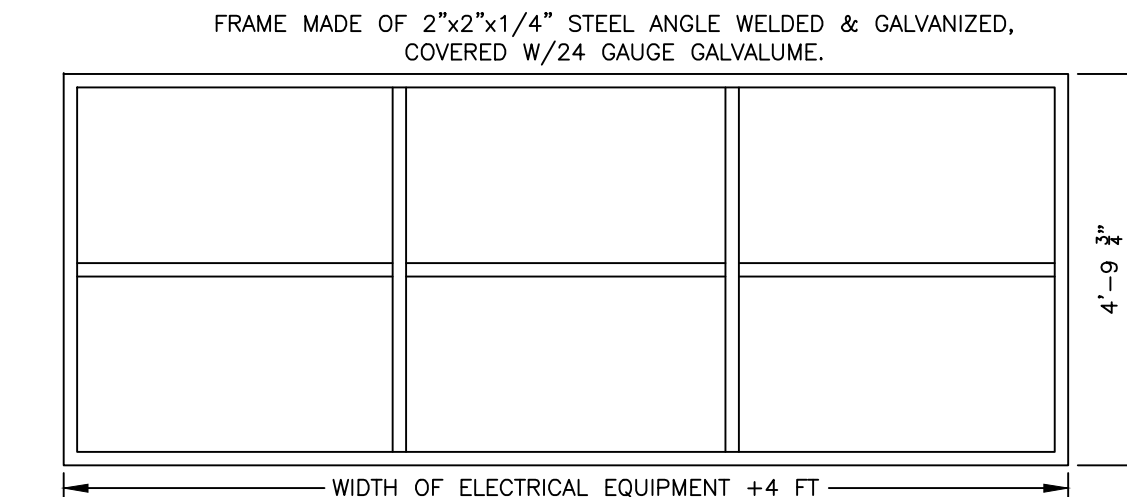 FRAME MADE OF 2"x2"x1/4" STEEL ANGLE WELDED & GALVANIZED,
COVERED W/24 GAUGE GALVALUME.
4'-9 3/4"
WIDTH OF ELECTRICAL EQUIPMENT +4 FT